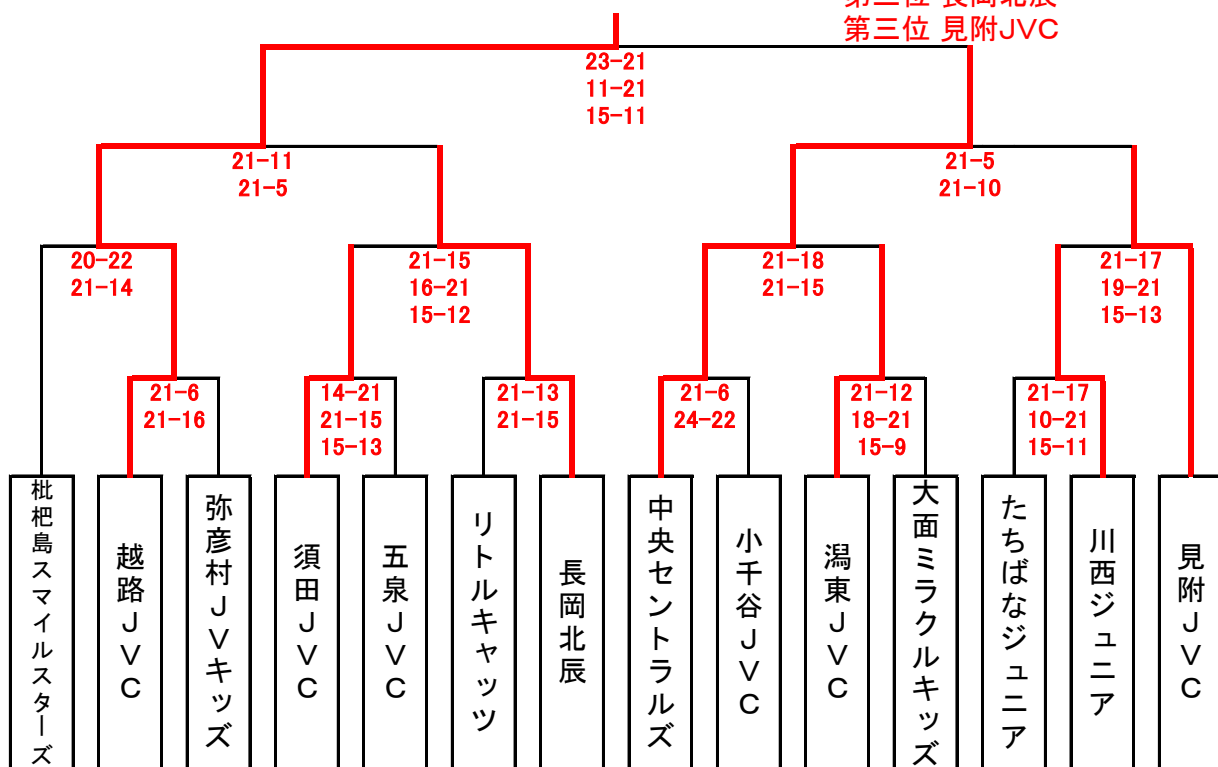 第三位 長岡北辰
第三位 見附JVC
23-21
11-21
15-11
21-11
21-5
21-5
21-10
20-22
21-14
21-15
16-21
15-12
21-18
21-15
21-17
19-21
15-13
21-6
21-16
14-21
21-15
15-13
21-13
21-15
21-6
24-22
21-12
18-21
15-9
21-17
10-21
15-11
枇杷島スマイルスターズ
越路JVC
弥彦村JVキッズ
須田JVC
五泉JVC
リトルキャッツ
長岡北辰
中央セントラルズ
小千谷JVC
潟東JVC
大面ミラクルキッズ
たちばなジュニア
川西ジュニア
見附JVC